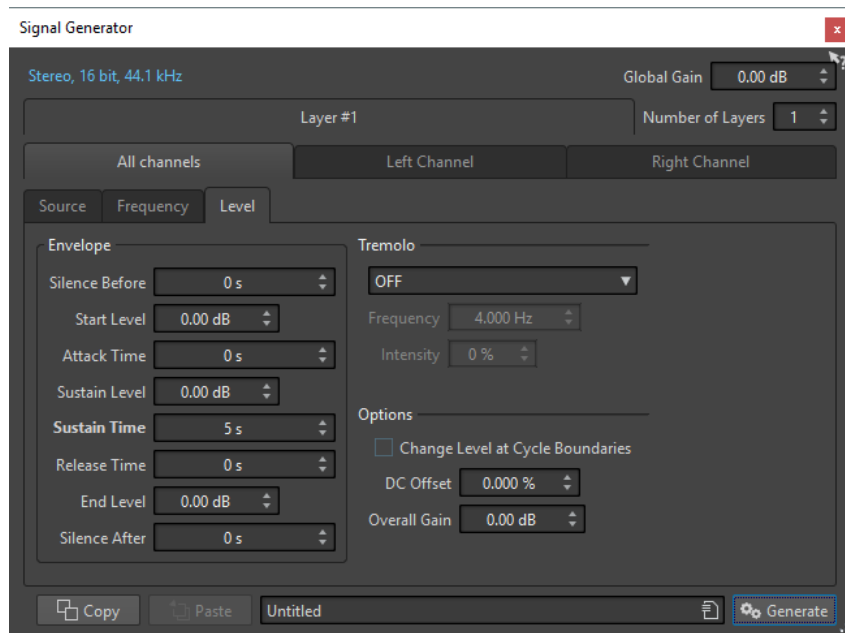 Signal Generator
Stereo, 16 bit, 44.1 kHz
Global Gain 0.00 dB
Layer #1
Number of Layers 1
All channels Left Channel Right Channel
Source Frequency Level
Envelope
Silence Before 0 s
Start Level 0.00 dB
Attack Time 0 s
Sustain Level 0.00 dB
Sustain Time 5 s
Release Time 0 s
End Level 0.00 dB
Silence After 0 s
Tremolo
OFF
Frequency 4.000 Hz
Intensity 0 %
Options
Change Level at Cycle Boundaries
DC Offset 0.000 %
Overall Gain 0.00 dB
Copy Paste Untitled Generate